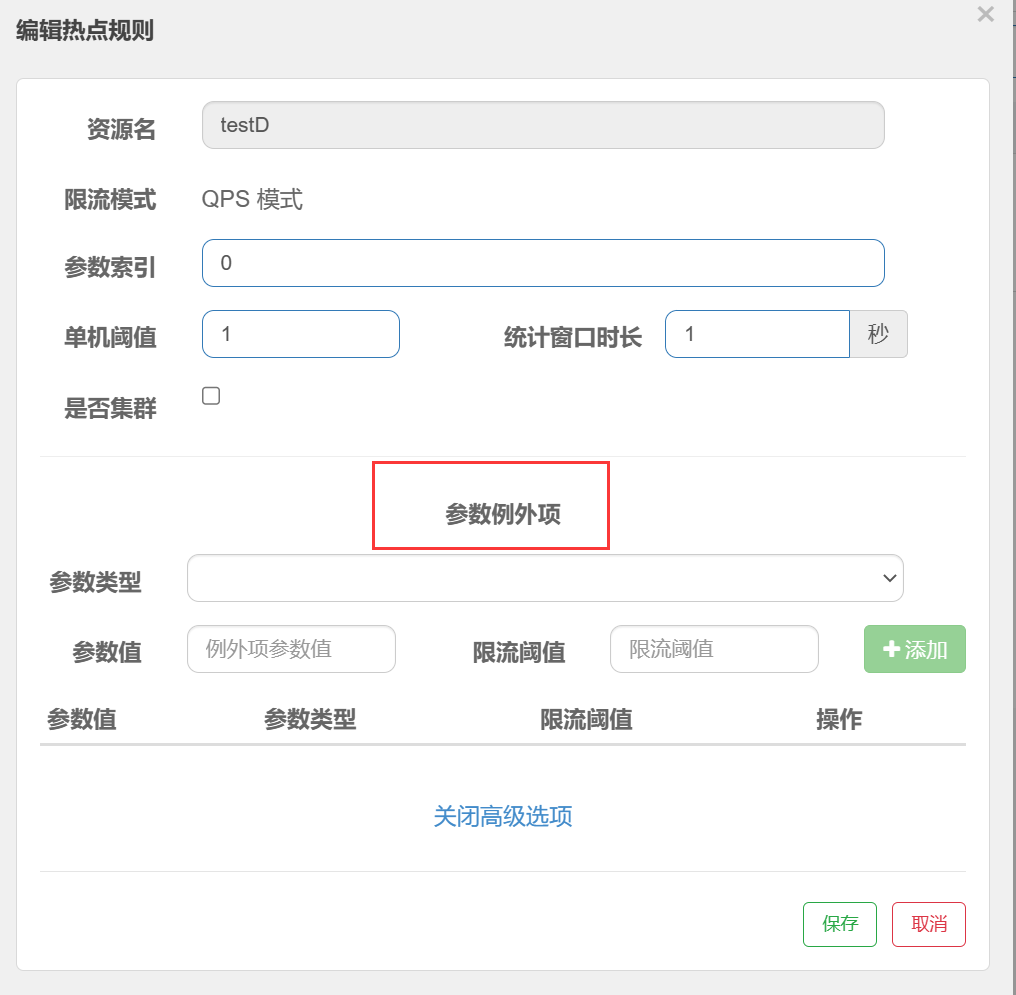 编辑热点规则
×
资源名 testD
限流模式 QPS 模式
参数索引 0
单机阈值 1 统计窗口时长 1 秒
是否集群
参数例外项
参数类型
参数值 例外项参数值 限流阈值 限流阈值 添加
参数值 参数类型 限流阈值 操作
关闭高级选项
保存 取消